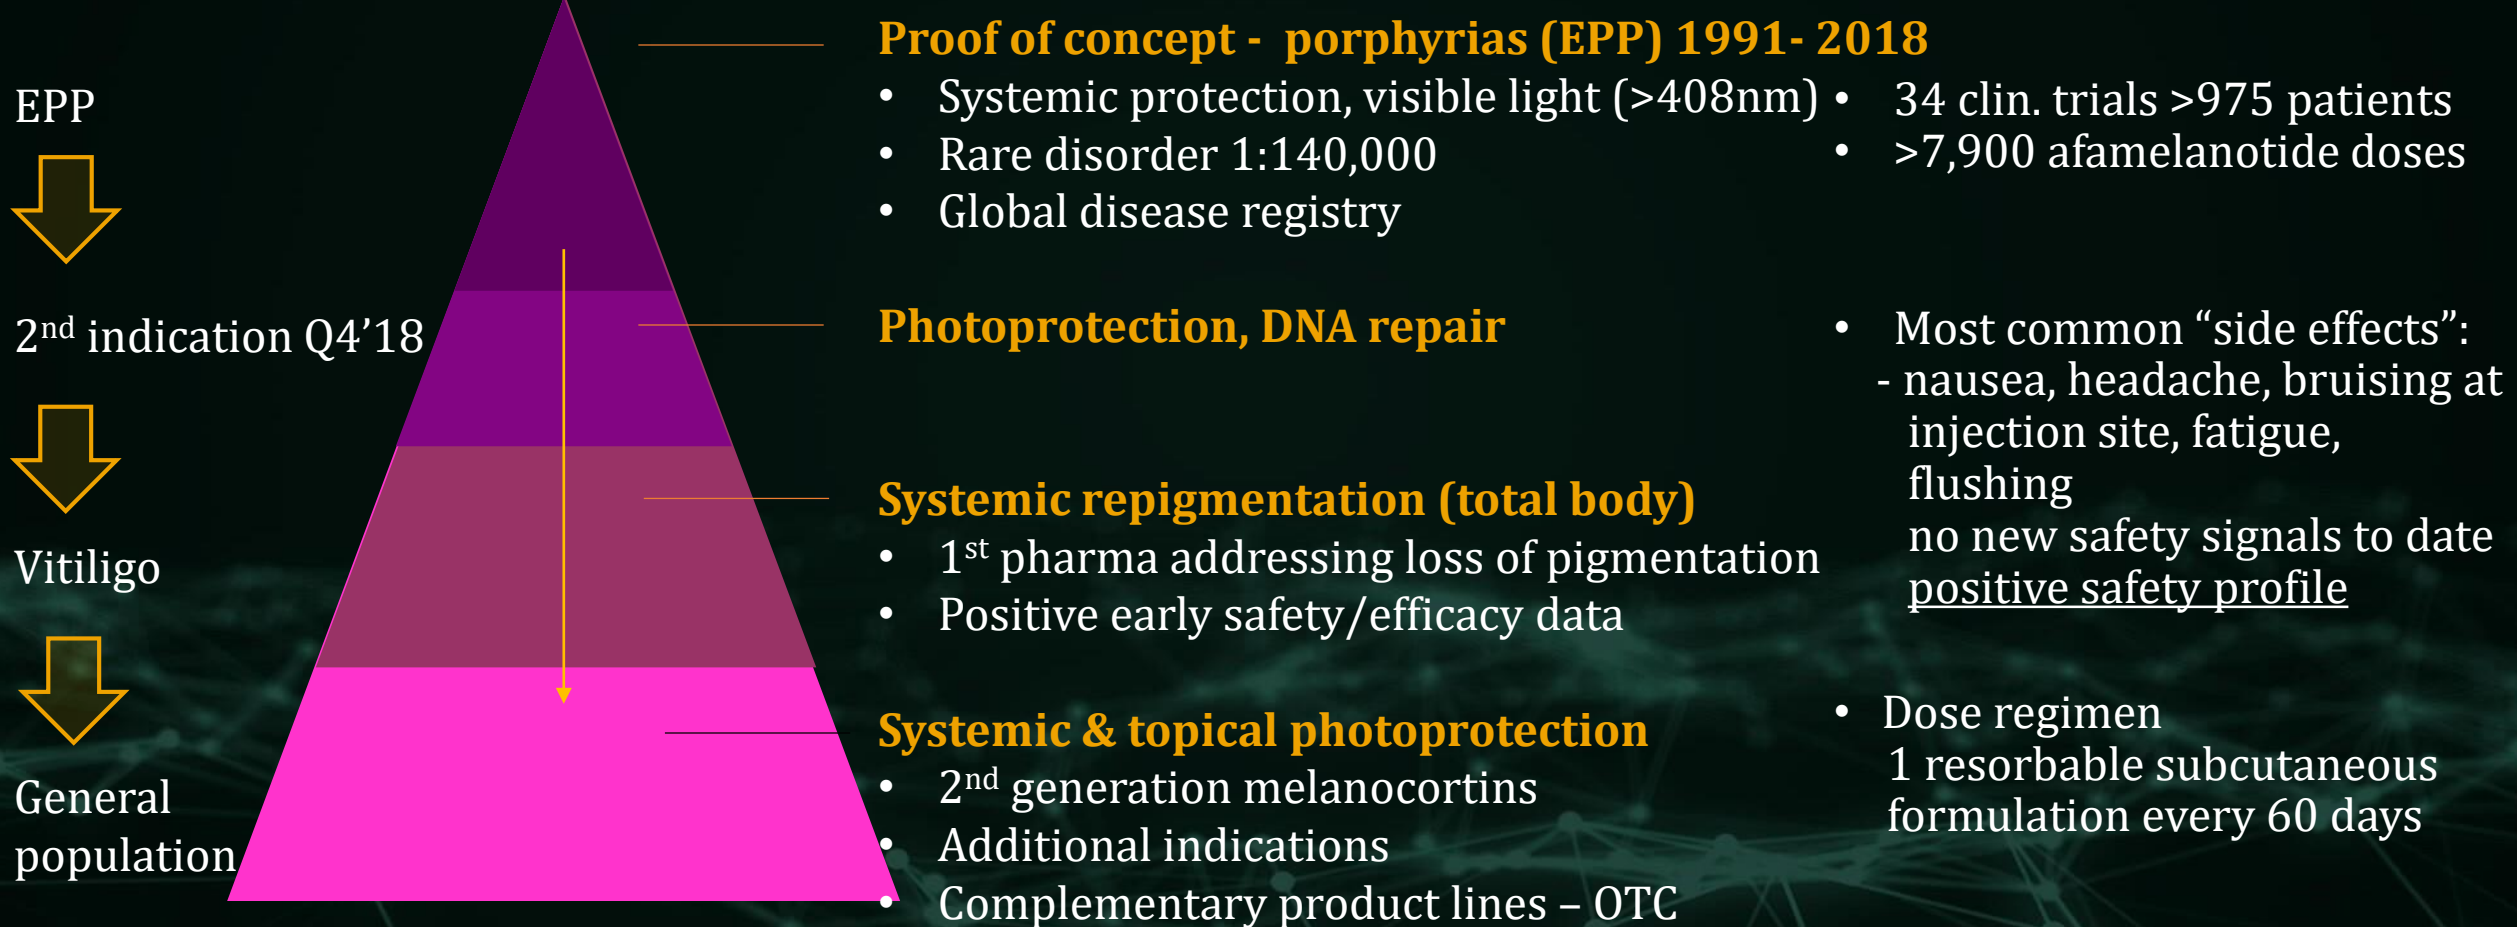 EPP
2nd indication Q4’18
Vitiligo
General
population
Proof of concept - porphyrias (EPP) 1991- 2018
• Systemic protection, visible light (>408nm)
• Rare disorder 1:140,000
• Global disease registry
Photoprotection, DNA repair
Systemic repigmentation (total body)
• 1st pharma addressing loss of pigmentation
• Positive early safety/efficacy data
Systemic & topical photoprotection
• 2nd generation melanocortins
• Additional indications
• Complementary product lines – OTC
• 34 clin. trials >975 patients
• >7,900 afamelanotide doses
• Most common “side effects”:
- nausea, headache, bruising at
injection site, fatigue,
flushing
no new safety signals to date
positive safety profile
• Dose regimen
1 resorbable subcutaneous
formulation every 60 days